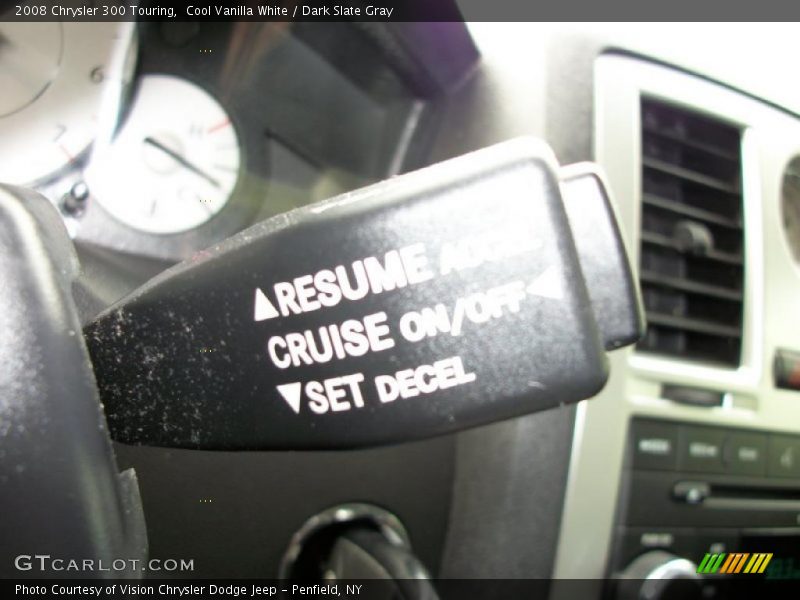 2008 Chrysler 300 Touring,  Cool Vanilla White / Dark Slate Gray
▲RESUME ACCEL
CRUISE ON/OFF◀
▼SET DECEL
GTCARLOT.COM
Photo Courtesy of Vision Chrysler Dodge Jeep - Penfield, NY